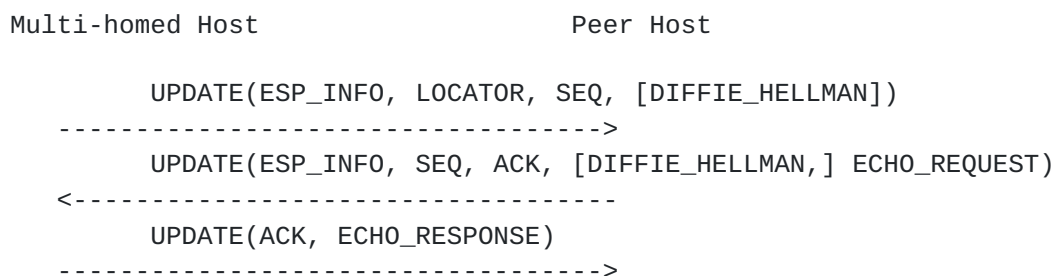 Multi-homed Host                    Peer Host
UPDATE(ESP_INFO, LOCATOR, SEQ, [DIFFIE_HELLMAN])
----------------------------------->
UPDATE(ESP_INFO, SEQ, ACK, [DIFFIE_HELLMAN,] ECHO_REQUEST)
<-----------------------------------
UPDATE(ACK, ECHO_RESPONSE)
----------------------------------->